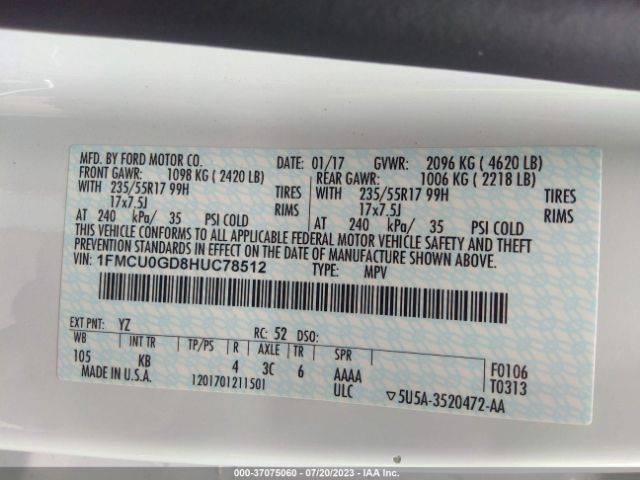 MFD. BY FORD MOTOR CO. DATE: 01/17 GVWR: 2096 KG ( 4620 LB)
FRONT GAWR: 1098 KG ( 2420 LB) REAR GAWR: 1006 KG ( 2218 LB)
WITH 235/55R17 99H TIRES WITH 235/55R17 99H TIRES
17x7.5J RIMS 17x7.5J RIMS
AT 240 kPa/ 35 PSI COLD AT 240 kPa/ 35 PSI COLD
THIS VEHICLE CONFORMS TO ALL APPLICABLE FEDERAL MOTOR VEHICLE SAFETY AND THEFT
PREVENTION STANDARDS IN EFFECT ON THE DATE OF MANUFACTURE SHOWN ABOVE.
VIN: 1FMCU0GD8HUC78512 TYPE: MPV
EXT PNT: YZ RC: 52 DSO:
WB INT TR TP/PS R AXLE TR SPR
105 KB 4 3C 6 AAAA F0106
MADE IN U.S.A. 1201701211501 ULC T0313
▽5U5A-3520472-AA
000-37075060 - 07/20/2023 - IAA Inc.